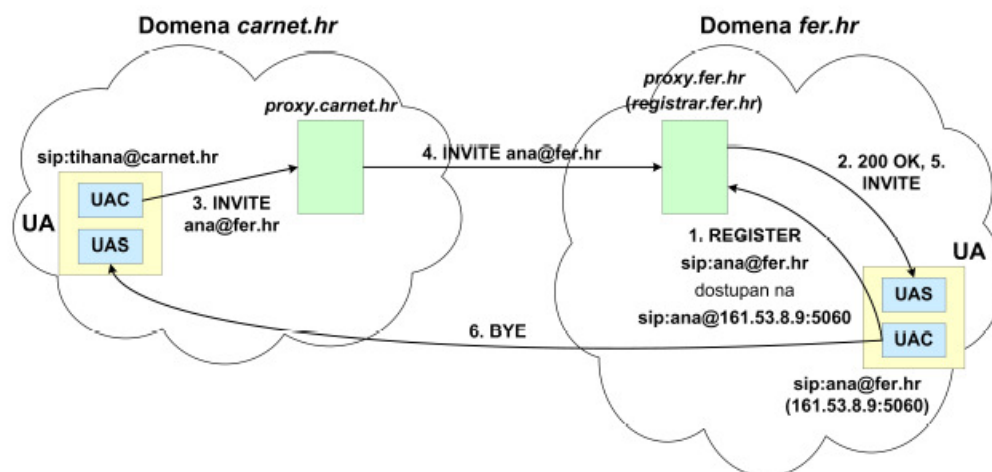 Domena carnet.hr
Domena fer.hr
proxy.carnet.hr
proxy.fer.hr
(registrar.fer.hr)
sip:tihana@carnet.hr
UA
UAC
UAS
3. INVITE
ana@fer.hr
4. INVITE ana@fer.hr
2. 200 OK, 5.
INVITE
1. REGISTER
sip:ana@fer.hr
dostupan na
sip:ana@161.53.8.9:5060
UA
UAS
UAC
6. BYE
sip:ana@fer.hr
(161.53.8.9:5060)